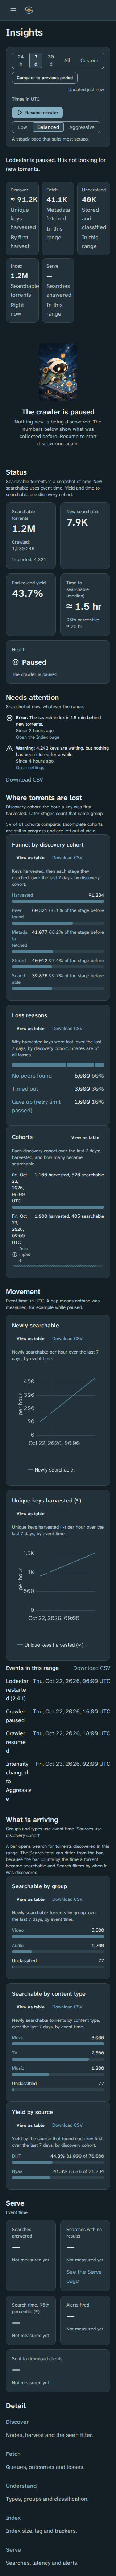 Insights
24 h
7 d
30 d
All
Custom
Compare to previous period
Updated just now
Times in UTC
Resume crawler
Low
Balanced
Aggressive
A steady pace that suits most setups.
Lodestar is paused. It is not looking for
new torrents.
Discover
≈ 91.2K
Unique
keys
harvested
By first
harvest
Fetch
41.1K
Metadata
fetched
In this
range
Understand
40K
Stored
and
classified
In this
range
Index
1.2M
Searchable
torrents
Right
now
Serve
—
Searches
answered
In this
range
The crawler is paused
Nothing new is being discovered. The
numbers below show what was
collected before. Resume to start
discovering again.
Status
Searchable torrents is a snapshot of now. New
searchable uses event time. Yield and time to
searchable use discovery cohort.
Searchable
torrents
1.2M
Crawled:
Imported: 4,321
New searchable
7.9K
End-to-end yield
43.7%
Time to
searchable
(median)
≈ 1.5 hr
95th percentile:
≈ 25 hr
Health
Paused
The crawler is paused.
Needs attention
Snapshot of now, whatever the range.
Error: The search index is 1.6 min behind
new torrents.
Since 2 hours ago
Open the Index page
Warning: 4,242 keys are waiting, but nothing
has been stored for a while.
Since 4 hours ago
Open settings
Download CSV
Where torrents are lost
Discovery cohort: the hour a key was first
harvested. Later stages count that same group.
59 of 61 cohorts complete. Incomplete cohorts
are still in progress and are left out of yield.
Funnel by discovery cohort
View as table
Download CSV
Keys harvested, then each stage they
reached, over the last 7 days, by discovery
cohort.
Harvested
91,234
Peer
found
66.1% of the stage before
Metada
ta
fetched
41,077 68.2% of the stage before
Stored
40,012 97.4% of the stage before
Search
able
39,876 99.7% of the stage before
Loss reasons
View as table
Download CSV
Why harvested keys were lost, over the last
7 days, by discovery cohort. Shares are of
all losses.
No peers found
6,000 60%
Timed out
3,000 30%
Gave up (retry limit
passed)
1,000 10%
Cohorts
View as table
Each discovery cohort over the last 7 days:
harvested, and how many became
searchable.
Fri, Oct
23,
2026,
08:00
UTC
1,100 harvested, 520 searchable
Fri, Oct
23,
2026,
09:00
UTC
Inco
mplet
e
1,000 harvested, 405 searchable
Movement
Event time, in UTC. A gap means nothing was
measured, for example while paused.
Newly searchable
View as table
Download CSV
Newly searchable per hour over the last 7
days, by event time.
per hour
400
300
200
100
0
Oct 22, 2026, 00:00
— Newly searchable:
Unique keys harvested (≈)
View as table
Unique keys harvested (≈) per hour over the
last 7 days, by event time.
per hour
1.5K
1K
500
0
Oct 22, 2026, 00:00
— Unique keys harvested (≈):
Events in this range
Download CSV
Lodestar
restarte
d (2.4.1)
Thu, Oct 22, 2026, 06:00 UTC
Crawler
paused
Thu, Oct 22, 2026, 16:00 UTC
Crawler
resume
d
Thu, Oct 22, 2026, 18:00 UTC
Intensity
changed
to
Aggressiv
e
Fri, Oct 23, 2026, 02:00 UTC
What is arriving
Groups and types use event time. Sources use
discovery cohort.
A bar opens Search for torrents discovered in this
range. The Search total can differ from the bar,
because the bar counts by the time a torrent
became searchable and Search filters by when it
was discovered.
Searchable by group
View as table
Download CSV
Newly searchable torrents by group, over
the last 7 days, by event time.
Video
5,500
Audio
1,200
Unclassified
77
Searchable by content type
View as table
Download CSV
Newly searchable torrents by content type,
over the last 7 days, by event time.
Movie
3,000
TV
2,500
Music
1,200
Unclassified
77
Yield by source
View as table
Download CSV
Yield by the source that found each key first,
over the last 7 days, by discovery cohort.
DHT
44.3% 31,000 of 70,000
Nyaa
41.8% 8,876 of 21,234
Serve
Event time.
Searches
answered
—
Not measured yet
Searches with no
results
—
Not measured yet
See the Serve
page
Search time, 95th
percentile (≈)
—
Not measured yet
Alerts fired
—
Not measured yet
Sent to download clients
—
Not measured yet
Detail
Discover
Nodes, harvest and the seen filter.
Fetch
Queues, outcomes and losses.
Understand
Types, groups and classification.
Index
Index size, lag and trackers.
Serve
Searches, latency and alerts.